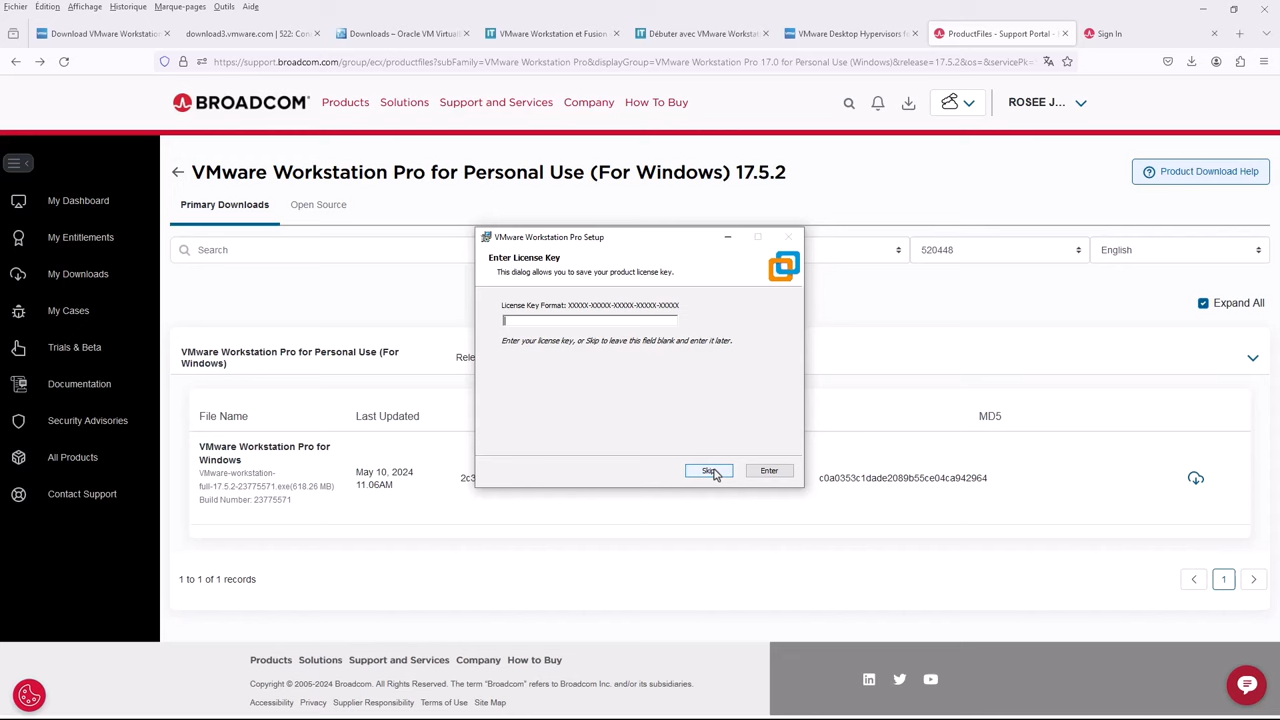 Fichier Édition Affichage Historique Marque-pages Outils Aide
Download VMware Workstation
download3.vmware.com | 522: Con
Downloads – Oracle VM Virtual
VMware Workstation et Fusion
Débuter avec VMware Workstat
VMware Desktop Hypervisors for
ProductFiles - Support Portal -
Sign In
https://support.broadcom.com/group/ecx/productfiles?subFamily=VMware Workstation Pro&displayGroup=VMware Workstation Pro 17.0 for Personal Use (Windows)&release=17.5.2&os=&servicePk=
BROADCOM
Products Solutions Support and Services Company How To Buy
ROSEE J...
VMware Workstation Pro for Personal Use (For Windows) 17.5.2
Product Download Help
Primary Downloads Open Source
Search
520448
English
Expand All
My Dashboard
My Entitlements
My Downloads
My Cases
Trials & Beta
Documentation
Security Advisories
All Products
Contact Support
VMware Workstation Pro Setup
Enter License Key
This dialog allows you to save your product license key.
License Key Format: XXXXX-XXXXX-XXXXX-XXXXX-XXXXX
Enter your license key, or Skip to leave this field blank and enter it later.
Skip
Enter
VMware Workstation Pro for Personal Use (For
Windows)
Rele
File Name
Last Updated
MD5
VMware Workstation Pro for
Windows
VMware-workstation-
full-17.5.2-23775571.exe(618.26 MB)
Build Number: 23775571
May 10, 2024
11.06AM
2c3
c0a0353c1dade2089b55ce04ca942964
1 to 1 of 1 records
1
Products Solutions Support and Services Company How to Buy
Copyright © 2005-2024 Broadcom. All Rights Reserved. The term "Broadcom" refers to Broadcom Inc. and/or its subsidiaries.
Accessibility Privacy Supplier Responsibility Terms of Use Site Map